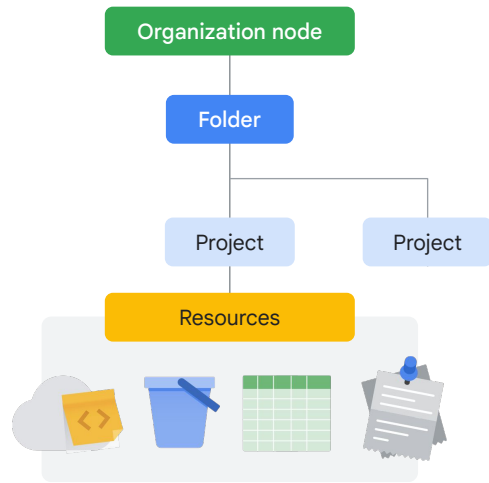 Organization node
Folder
Project
Project
Resources